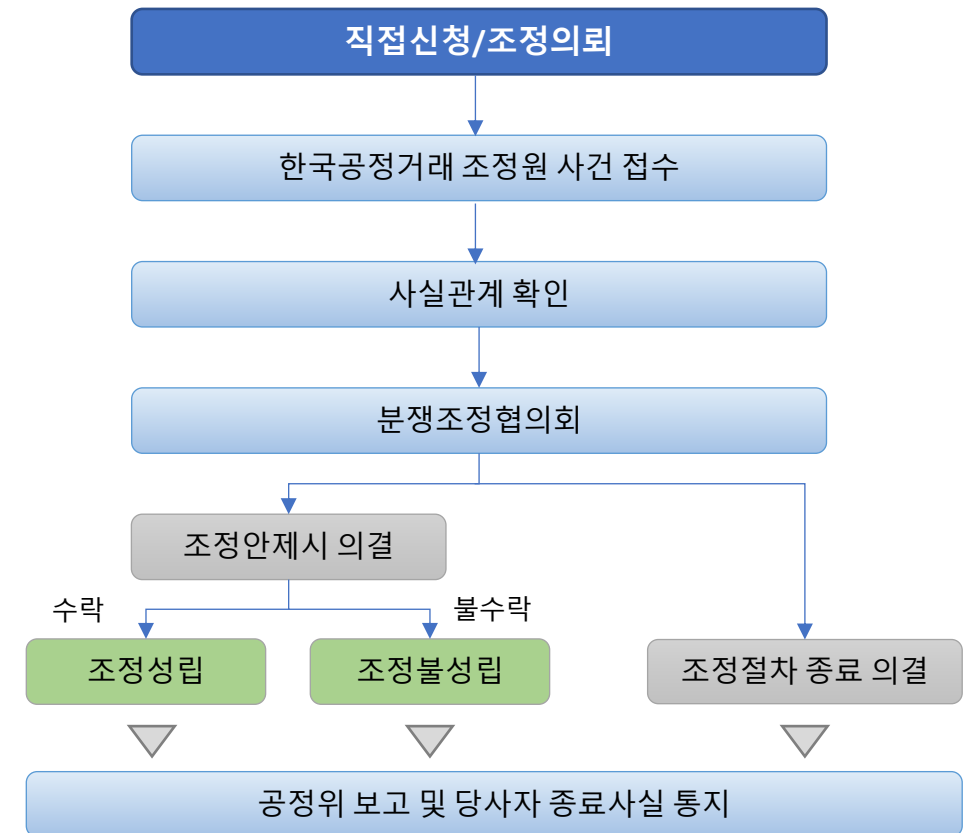 직접신청/조정의뢰
한국공정거래 조정원 사건 접수
사실관계 확인
분쟁조정협의회
조정안제시 의결
수락
불수락
조정성립
조정불성립
조정절차 종료 의결
공정위 보고 및 당사자 종료사실 통지